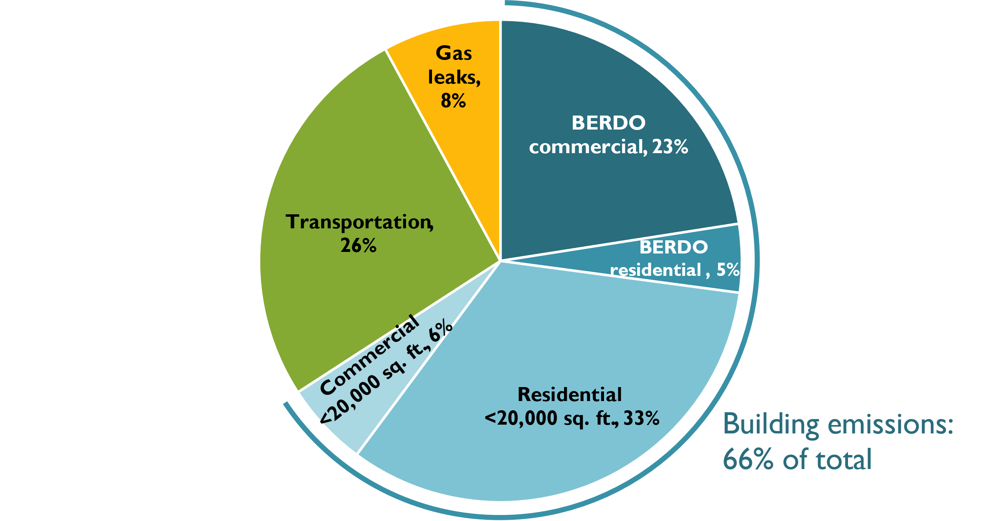 Gas
leaks,
8%
BERDO
commercial, 23%
Transportation,
26%
BERDO
residential , 5%
Commercial
<20,000 sq. ft., 6%
Residential
<20,000 sq. ft., 33%
Building emissions:
66% of total